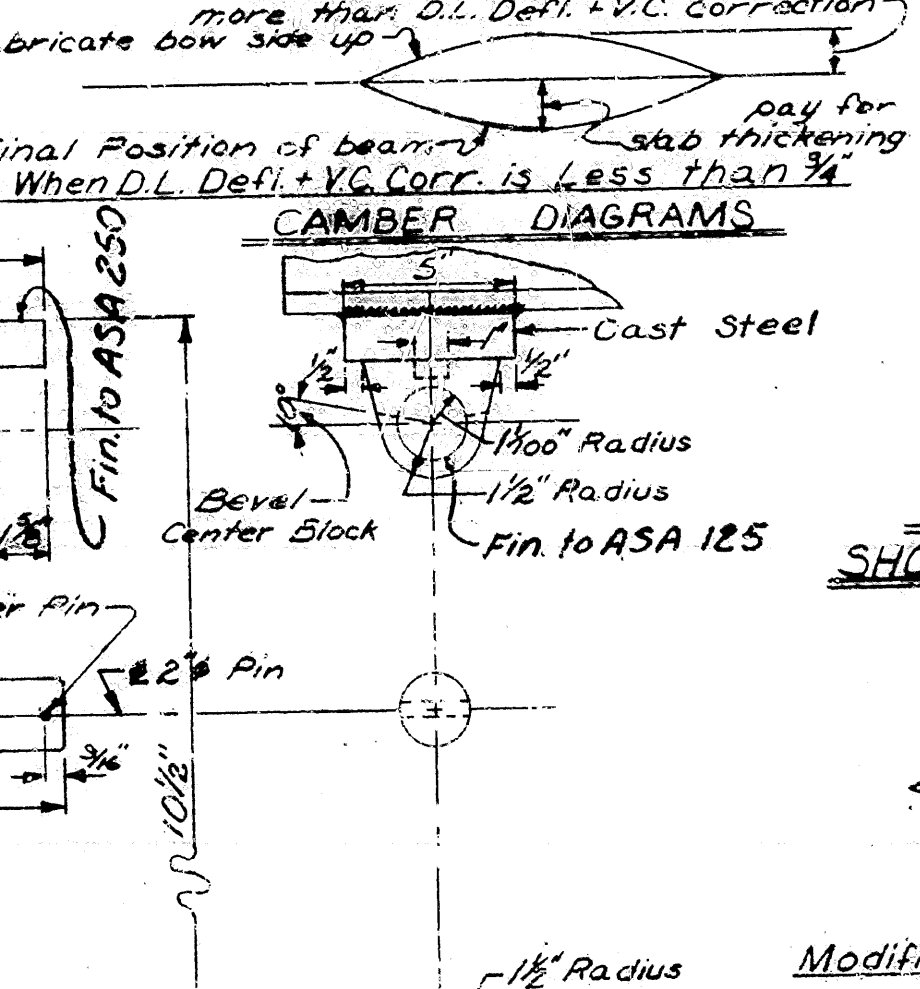 more than D.L. Defl. + V.C. Correction
bricate bow side up
pay for
slab thickening
inal Position of beam
When D.L. Defl. + V.C. Corr. is Less than 3/4"
CAMBER DIAGRAMS
5"
Fin. to ASA 250
Cast Steel
1"
1/2"
1/2"
10°
1 1/100" Radius
1 1/2" Radius
Bevel
Center Block
Fin. to ASA 125
SHO
er Pin
2"φ Pin
9/16"
10 1/2"
1 1/2" Radius
Modifi